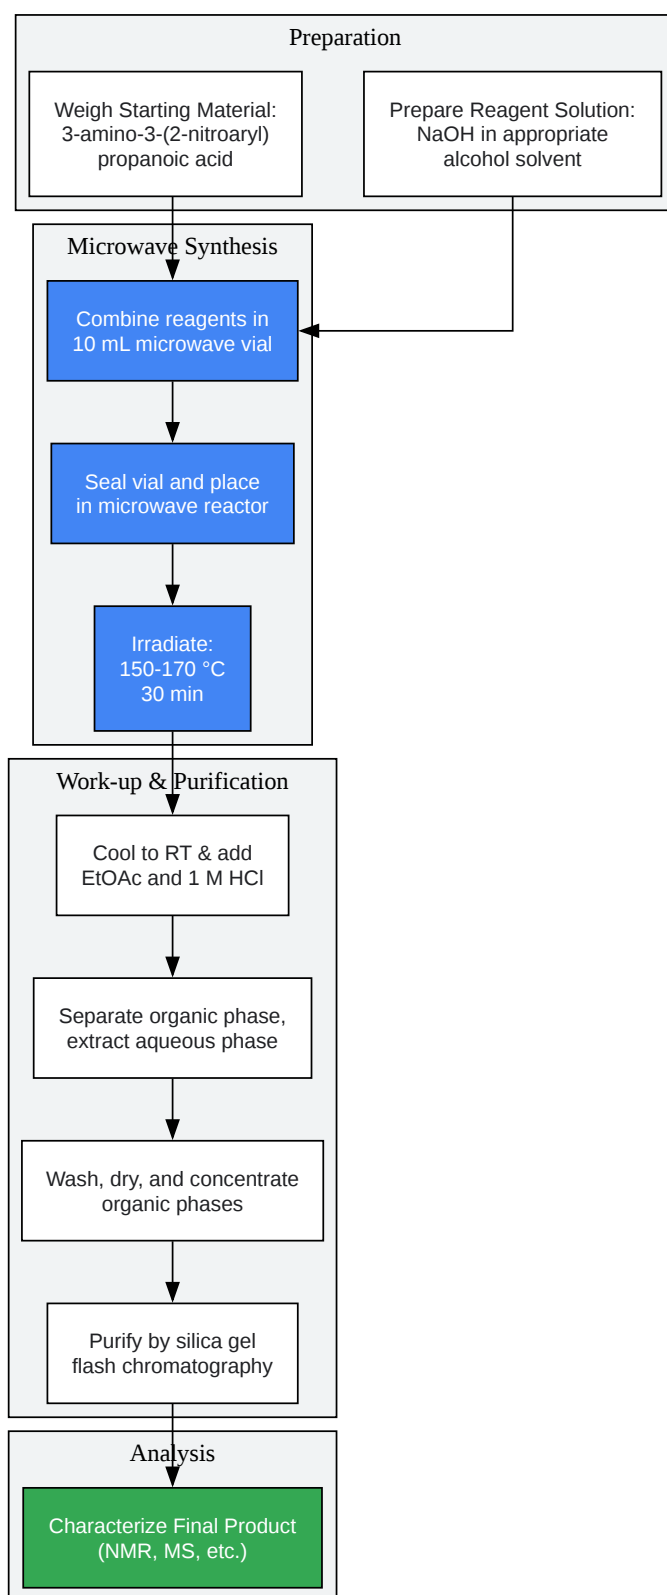 Preparation
Weigh Starting Material:
3-amino-3-(2-nitroaryl)
propanoic acid
Prepare Reagent Solution:
NaOH in appropriate
alcohol solvent
Microwave Synthesis
Combine reagents in
10 mL microwave vial
Seal vial and place
in microwave reactor
Irradiate:
150-170 °C
30 min
Work-up & Purification
Cool to RT & add
EtOAc and 1 M HCl
Separate organic phase,
extract aqueous phase
Wash, dry, and concentrate
organic phases
Purify by silica gel
flash chromatography
Analysis
Characterize Final Product
(NMR, MS, etc.)